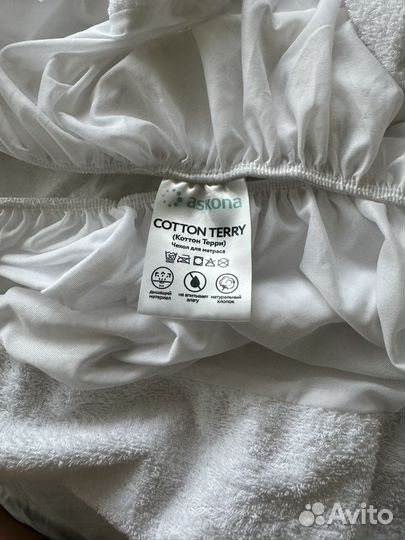 askona
COTTON TERRY
(Коттон Терри)
Чехол для матраса
дышащий не впитывает натуральный
материал влагу хлопок
Avito